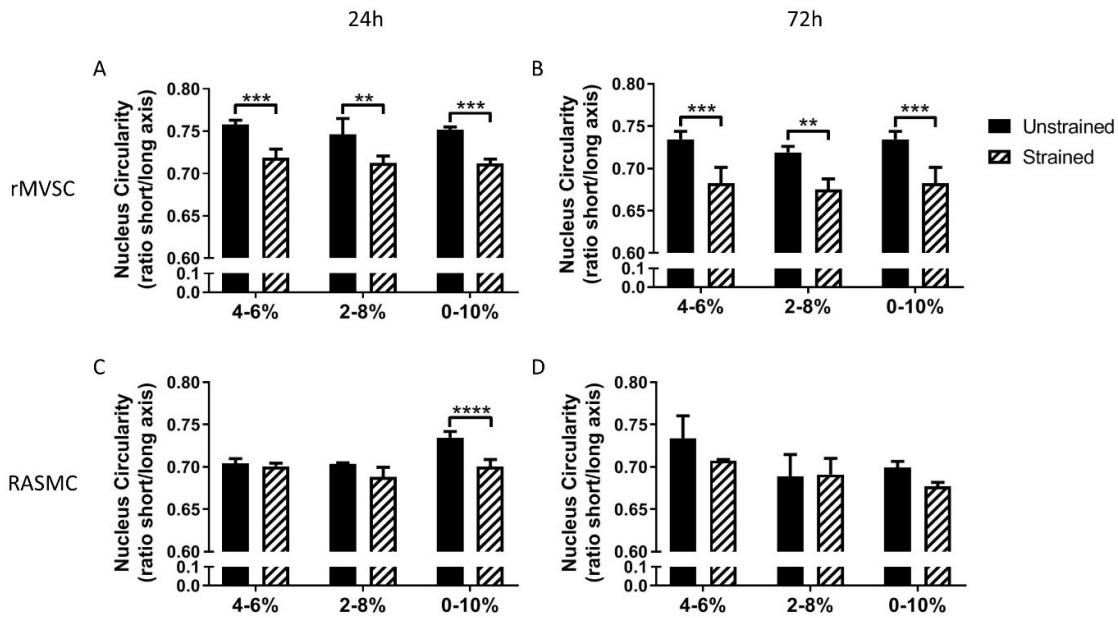 24h
72h
A
Nucleus Circularity
(ratio short/long axis)
0.80
0.75
0.70
0.65
0.60
0.1
0.0
***
**
***
4-6%
2-8%
0-10%
B
Nucleus Circularity
(ratio short/long axis)
0.80
0.75
0.70
0.65
0.60
0.1
0.0
***
**
***
4-6%
2-8%
0-10%
Unstrained
Strained
rMVSC
C
Nucleus Circularity
(ratio short/long axis)
0.80
0.75
0.70
0.65
0.60
0.1
0.0
****
4-6%
2-8%
0-10%
D
Nucleus Circularity
(ratio short/long axis)
0.80
0.75
0.70
0.65
0.60
0.1
0.0
4-6%
2-8%
0-10%
RASMC